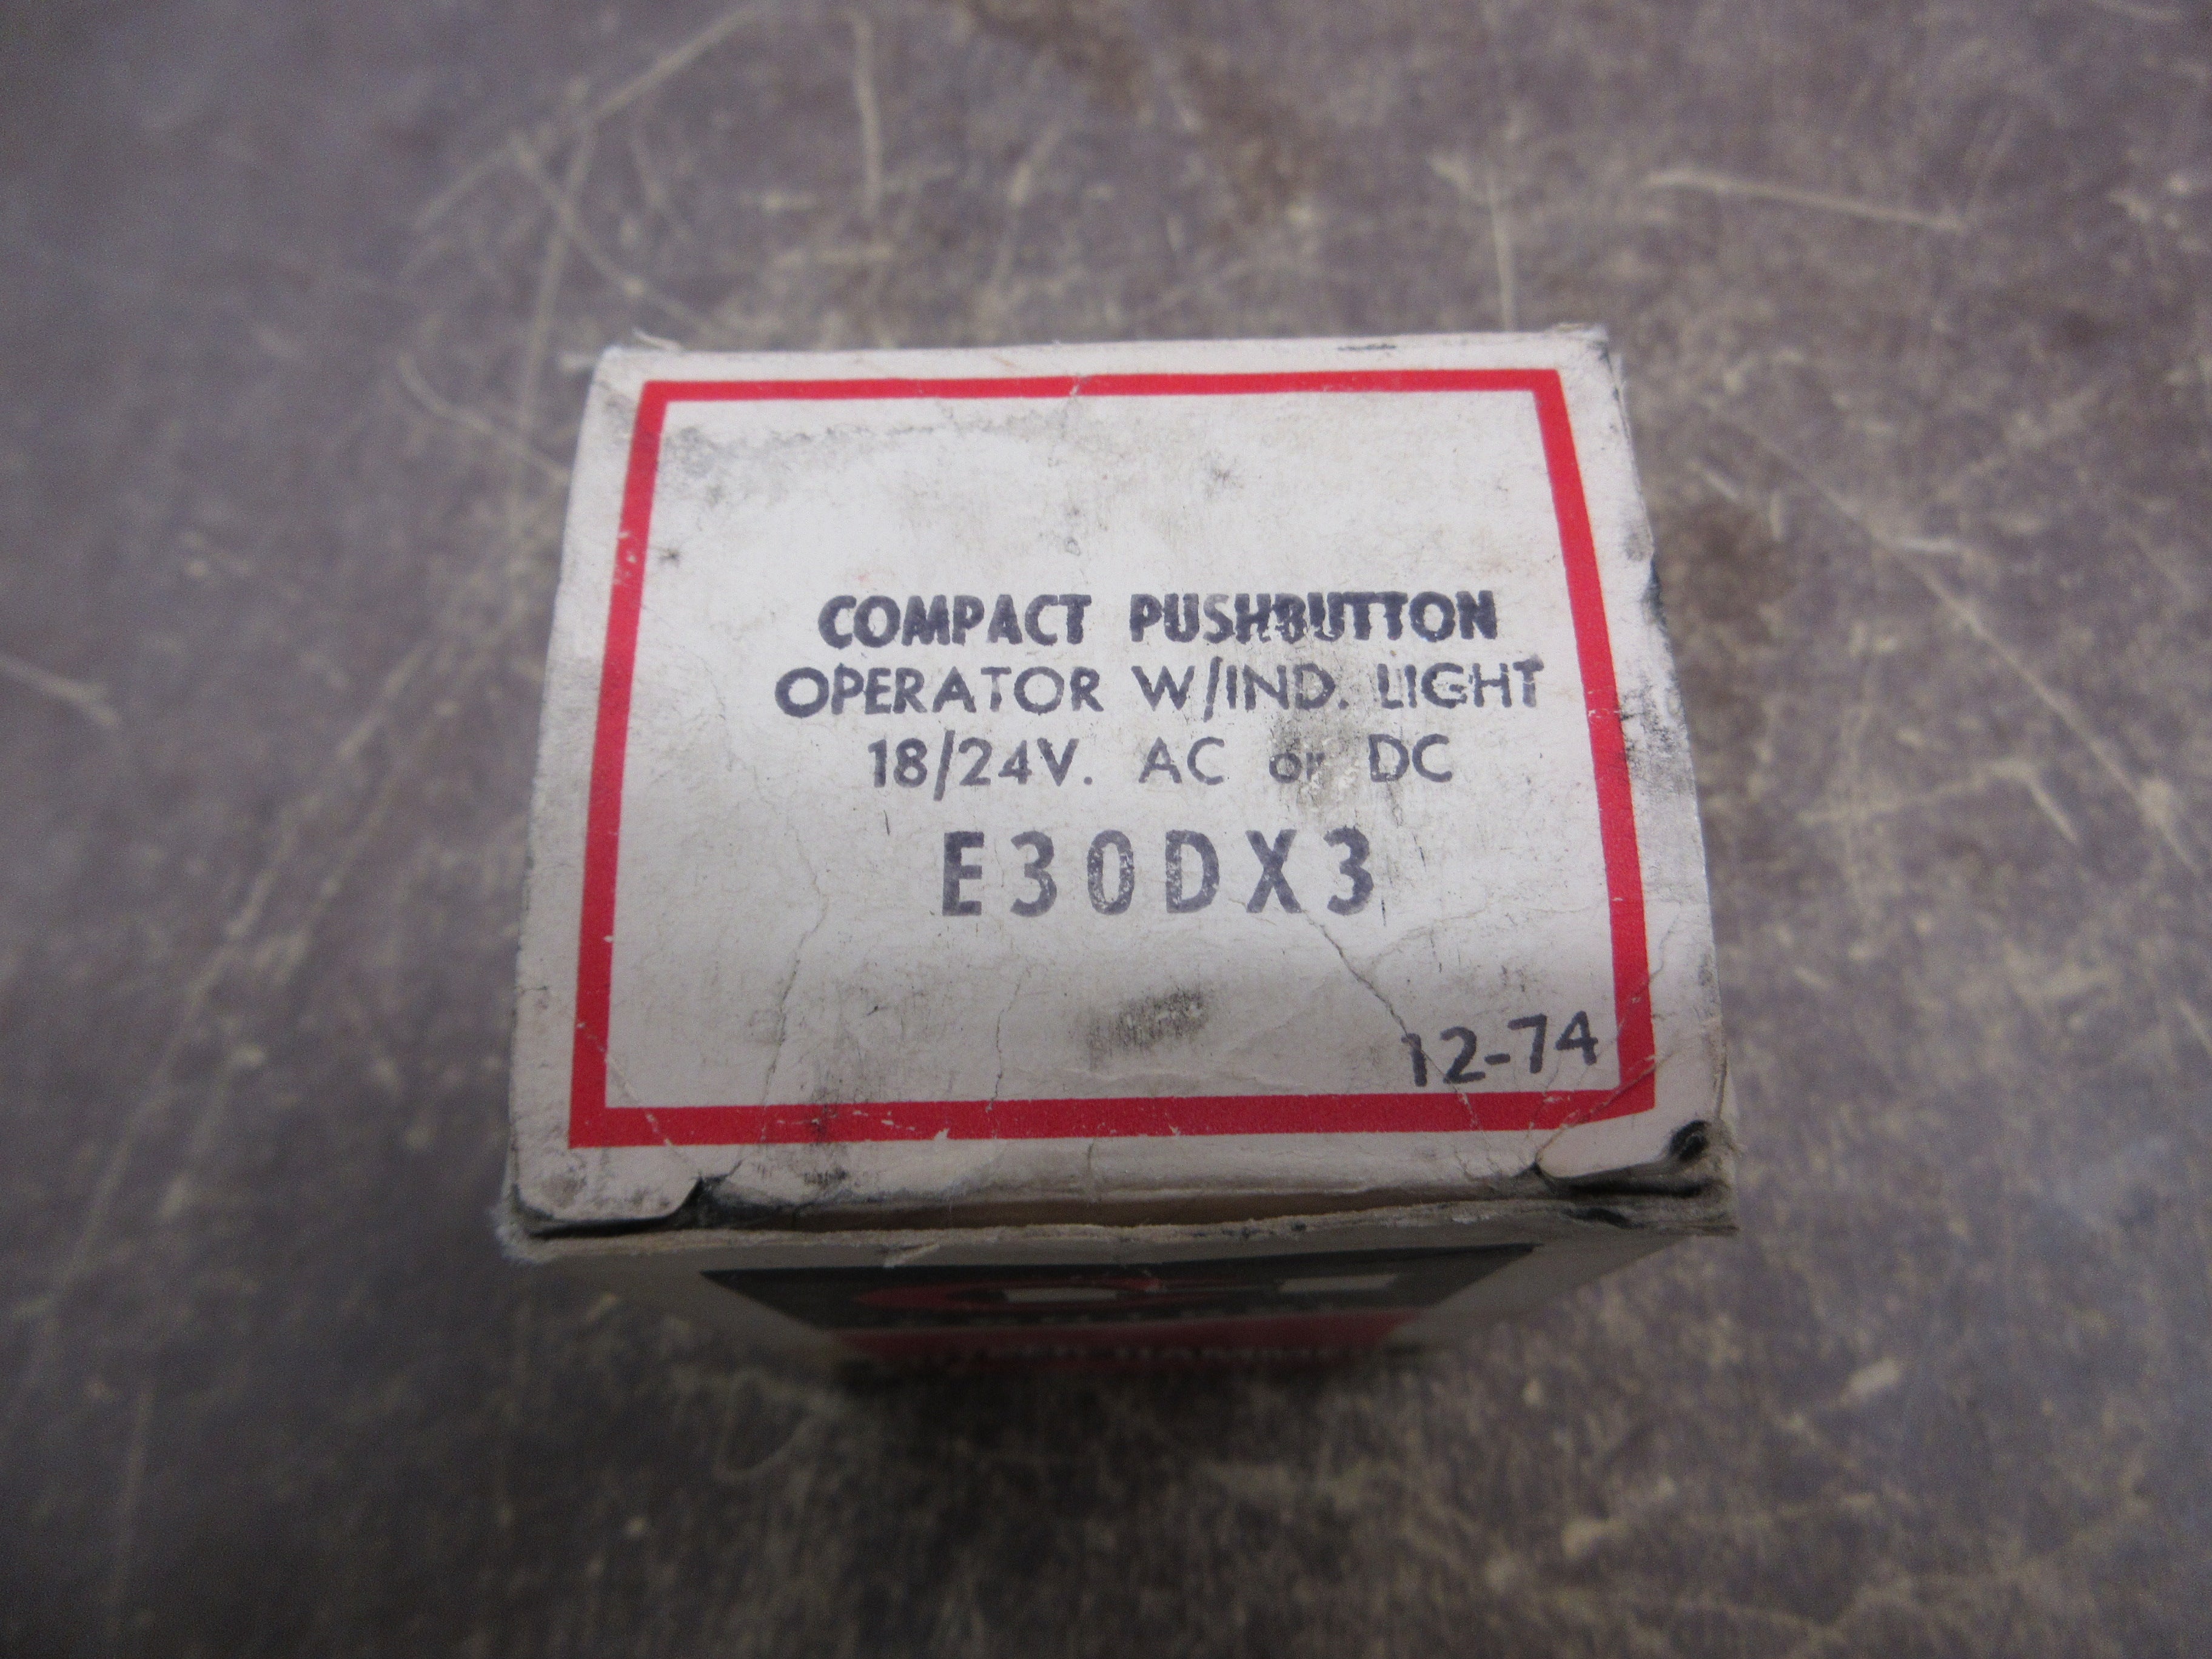 COMPACT PUSHBUTTON
OPERATOR W/IND. LIGHT
18/24V. AC or DC
E30DX3
12-74